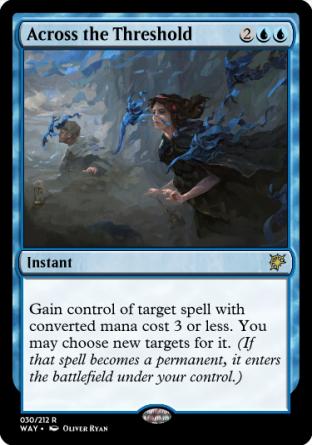 Across the Threshold 2
Instant
Gain control of target spell with
converted mana cost 3 or less. You
may choose new targets for it. (If
that spell becomes a permanent, it enters
the battlefield under your control.)
030/212 R
WAY • Oliver Ryan